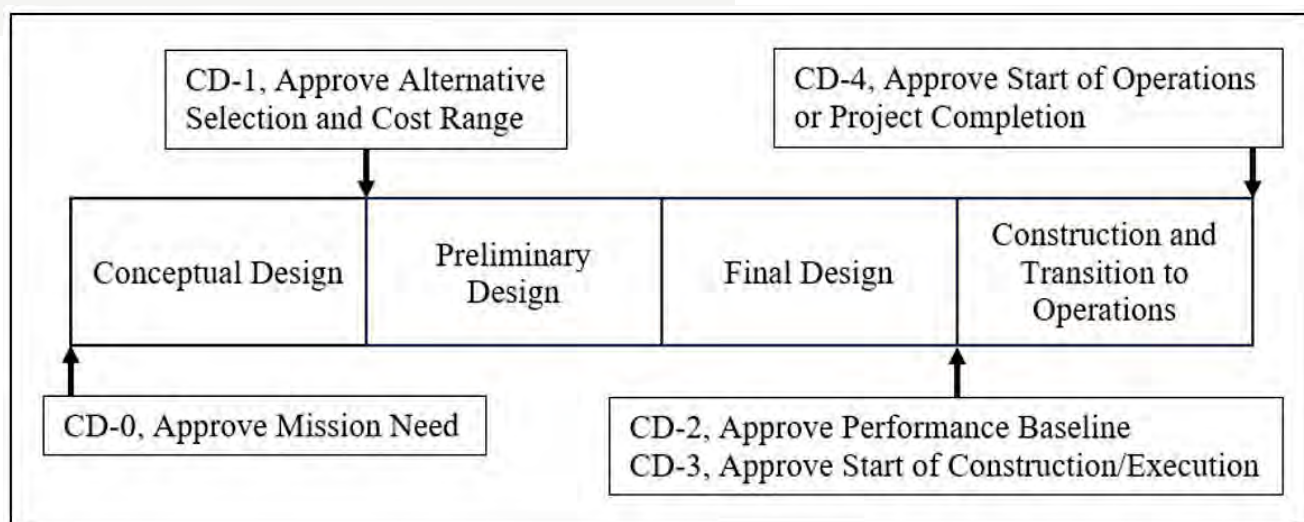 CD-1, Approve Alternative
Selection and Cost Range
CD-4, Approve Start of Operations
or Project Completion
Conceptual Design
Preliminary
Design
Final Design
Construction and
Transition to
Operations
CD-0, Approve Mission Need
CD-2, Approve Performance Baseline
CD-3, Approve Start of Construction/Execution